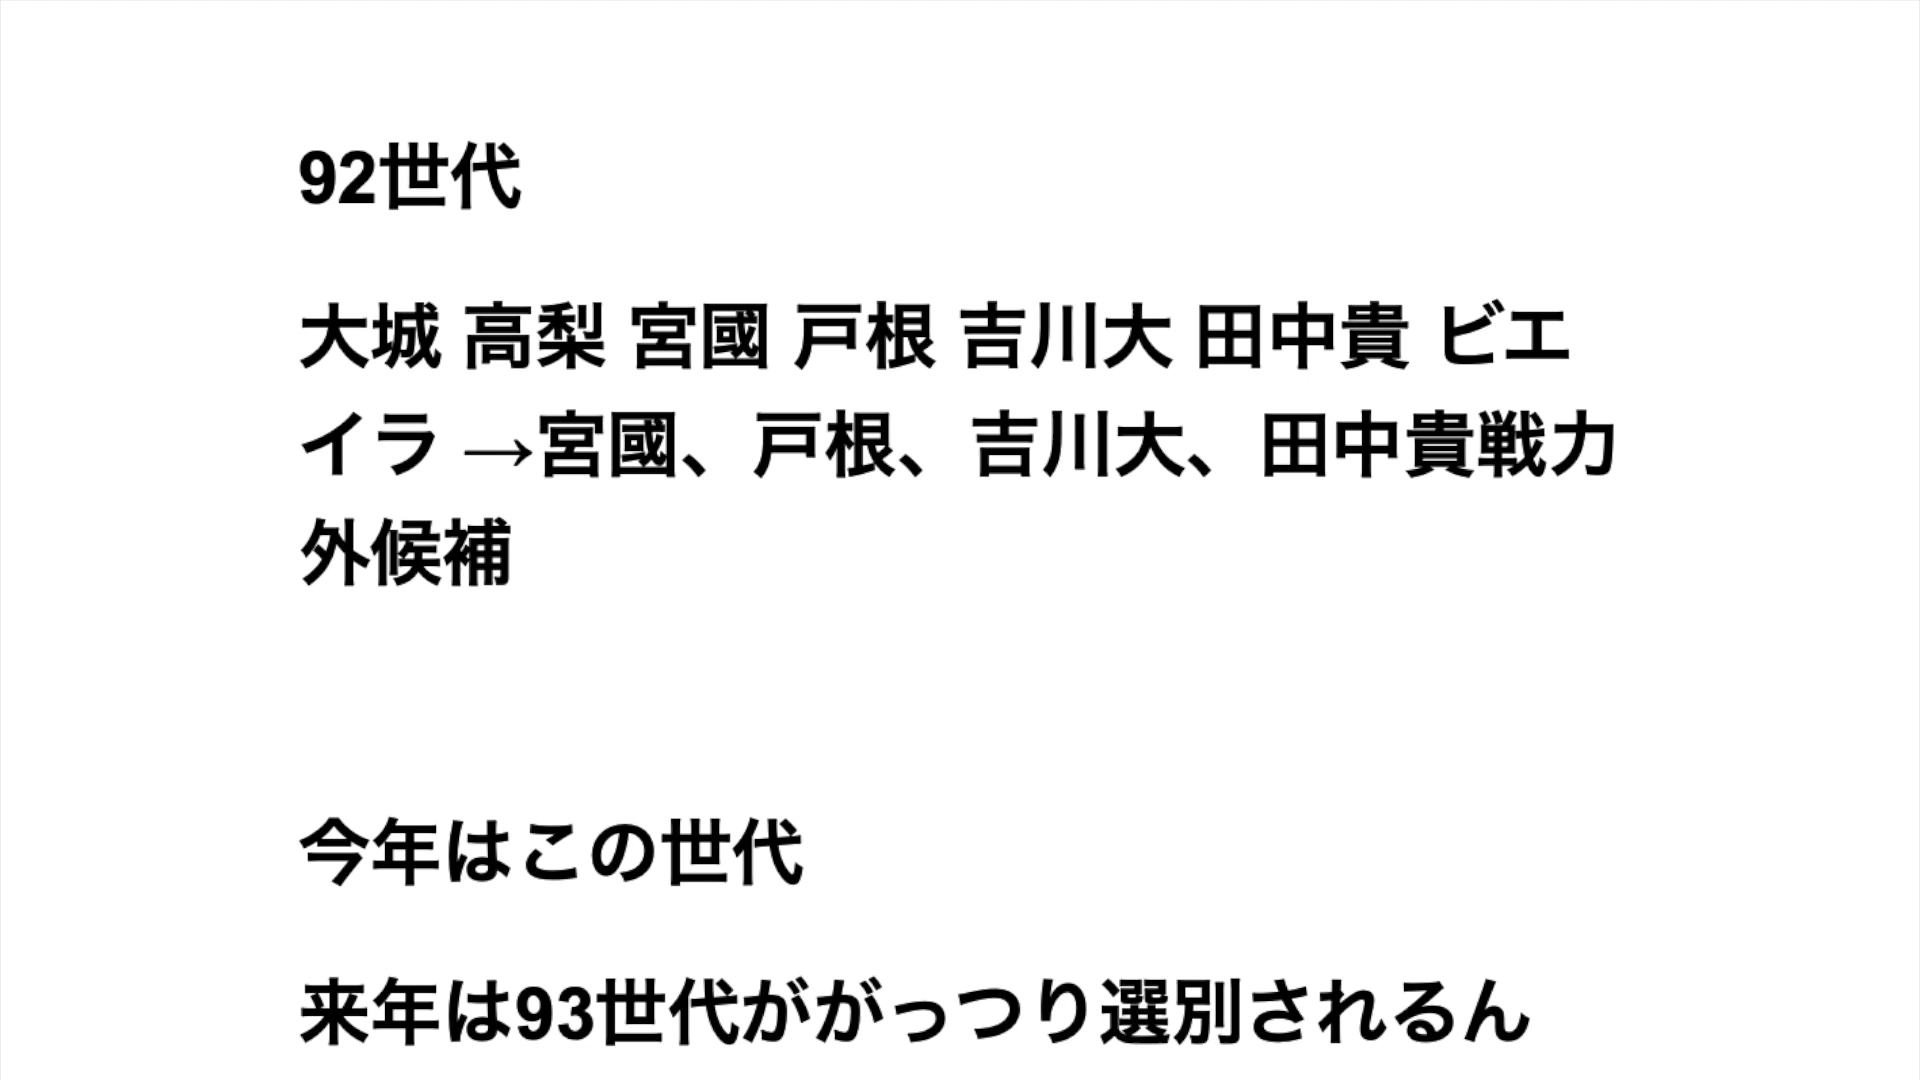 92世代
大城 高梨 宮國 戸根 吉川大 田中貴 ビエ
イラ →宮國、戸根、吉川大、田中貴戦力
外候補
今年はこの世代
来年は93世代ががっつり選別されるん